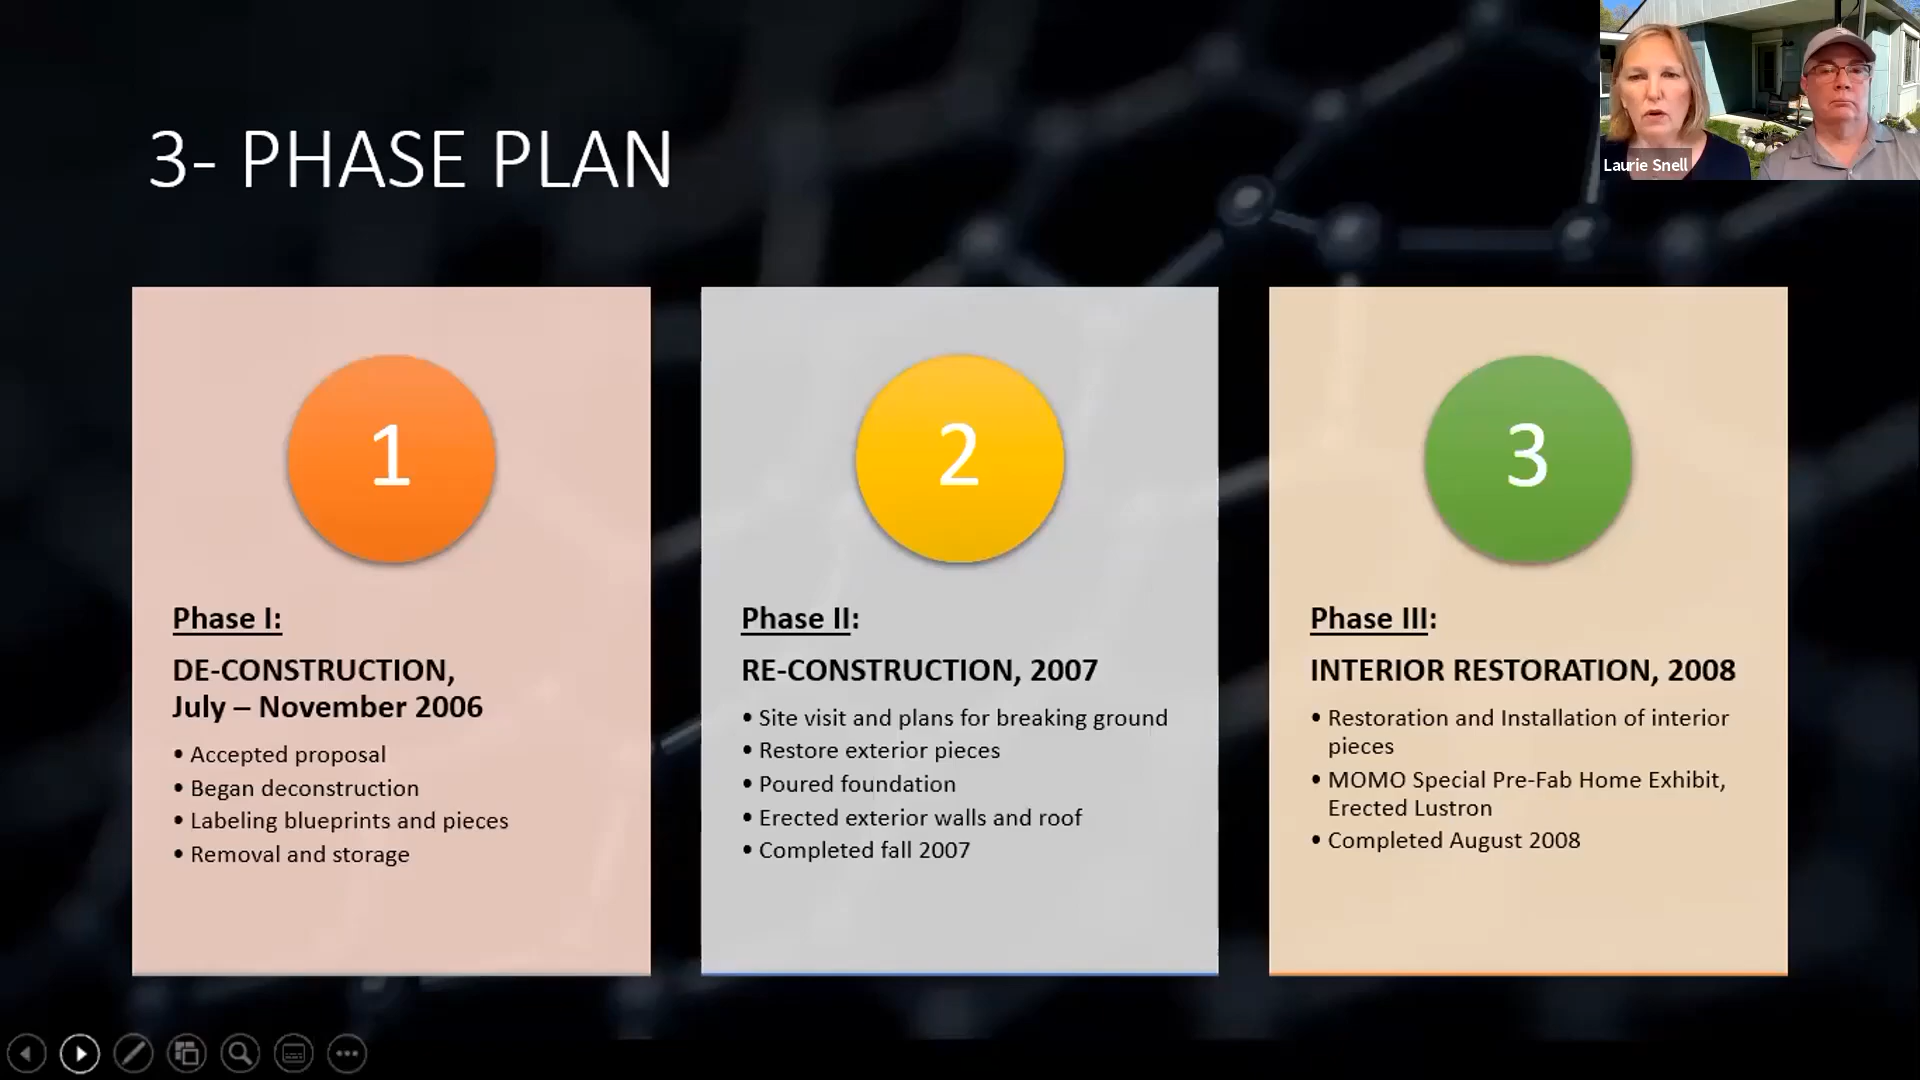 3- PHASE PLAN
Laurie Snell
1
Phase I:
DE-CONSTRUCTION,
July – November 2006
• Accepted proposal
• Began deconstruction
• Labeling blueprints and pieces
• Removal and storage
2
Phase II:
RE-CONSTRUCTION, 2007
• Site visit and plans for breaking ground
• Restore exterior pieces
• Poured foundation
• Erected exterior walls and roof
• Completed fall 2007
3
Phase III:
INTERIOR RESTORATION, 2008
• Restoration and Installation of interior
pieces
• MOMO Special Pre-Fab Home Exhibit,
Erected Lustron
• Completed August 2008